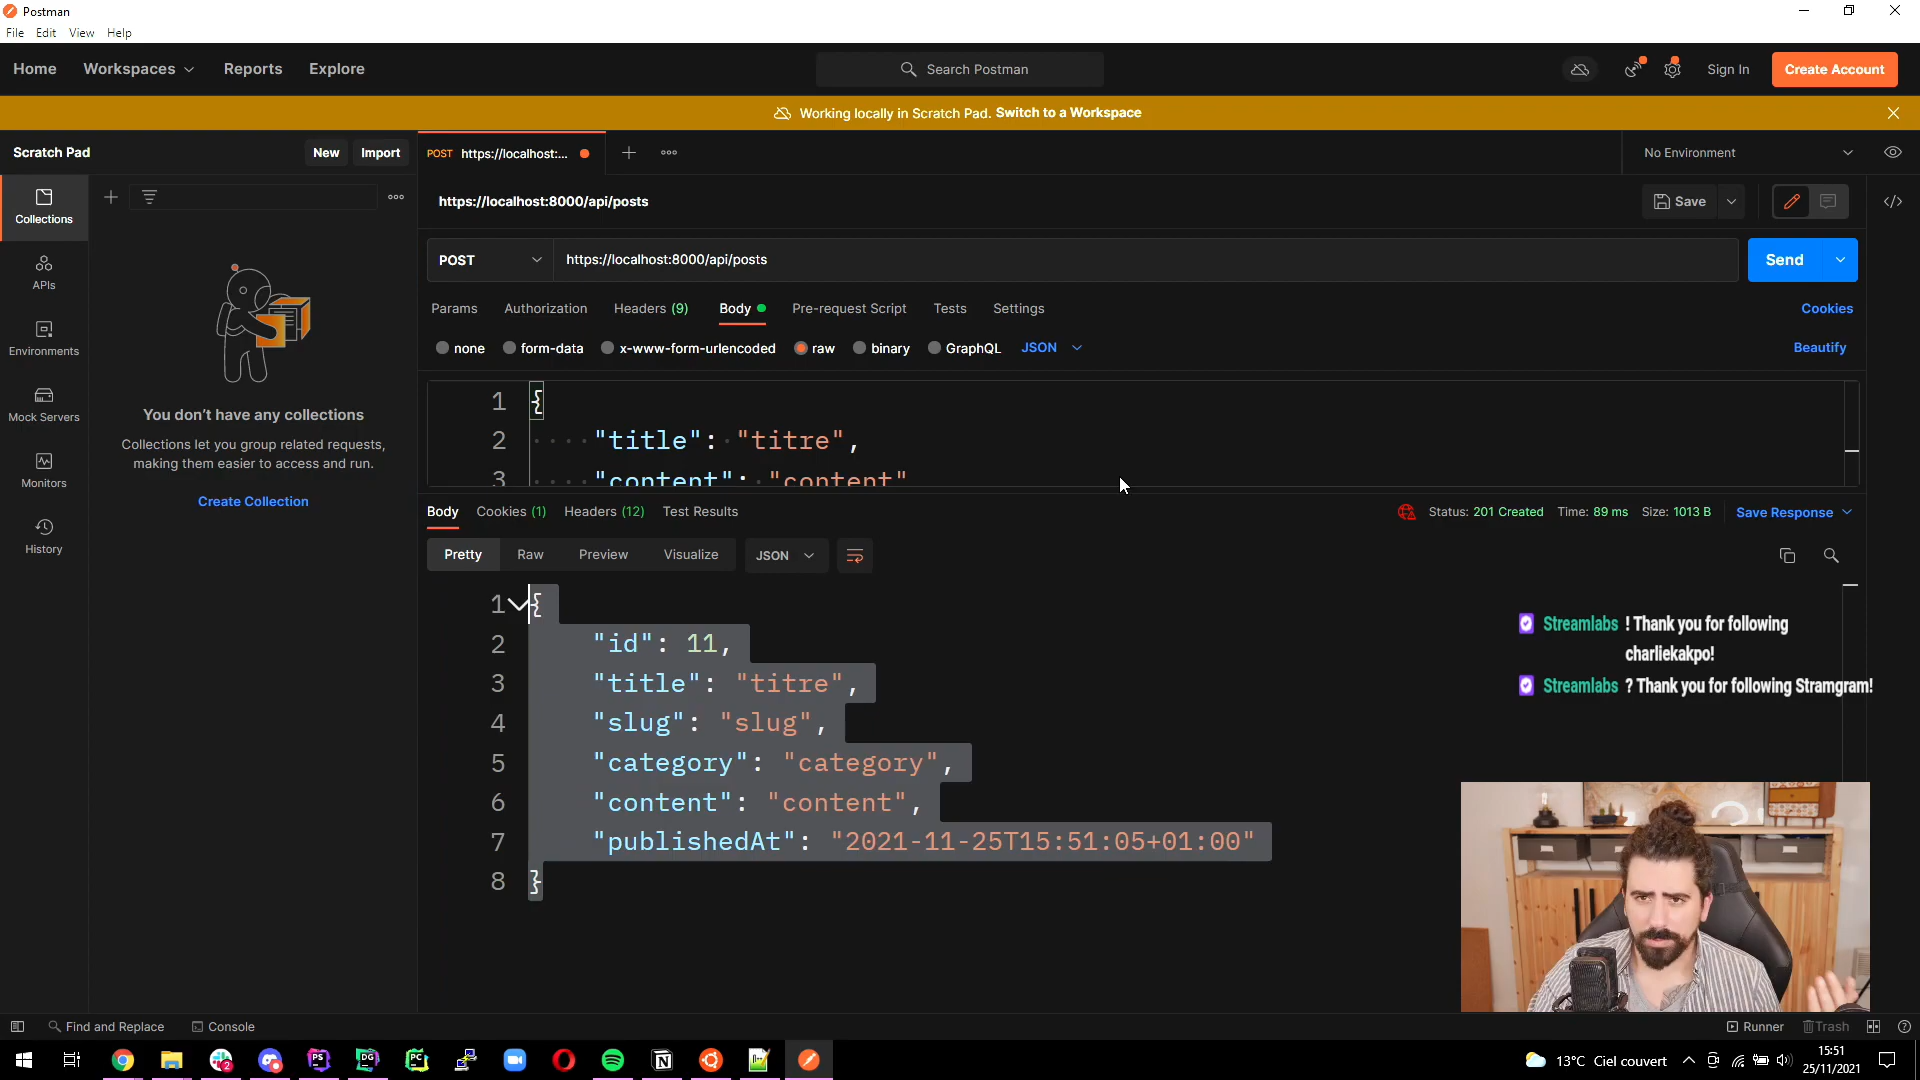 Postman
File Edit View Help
Home Workspaces Reports Explore
Search Postman
Sign In
Create Account
Working locally in Scratch Pad. Switch to a Workspace
Scratch Pad
New
Import
POST https://localhost:...
No Environment
Collections
https://localhost:8000/api/posts
Save
APIs
POST
https://localhost:8000/api/posts
Send
Environments
Params Authorization Headers (9) Body Pre-request Script Tests Settings
Cookies
none form-data x-www-form-urlencoded raw binary GraphQL JSON
Beautify
Mock Servers
You don't have any collections
Collections let you group related requests,
making them easier to access and run.
Create Collection
Monitors
History
1 {
2 "title": "titre",
3 "content": "content"
Body Cookies (1) Headers (12) Test Results
Status: 201 Created Time: 89 ms Size: 1013 B
Save Response
Pretty Raw Preview Visualize JSON
1 {
2 "id": 11,
3 "title": "titre",
4 "slug": "slug",
5 "category": "category",
6 "content": "content",
7 "publishedAt": "2021-11-25T15:51:05+01:00"
8 }
Streamlabs ! Thank you for following
charliekakpo!
Streamlabs ? Thank you for following Stramgram!
Find and Replace
Console
Runner
Trash
2
PS
DG
PC
N
13°C Ciel couvert
15:51
25/11/2021